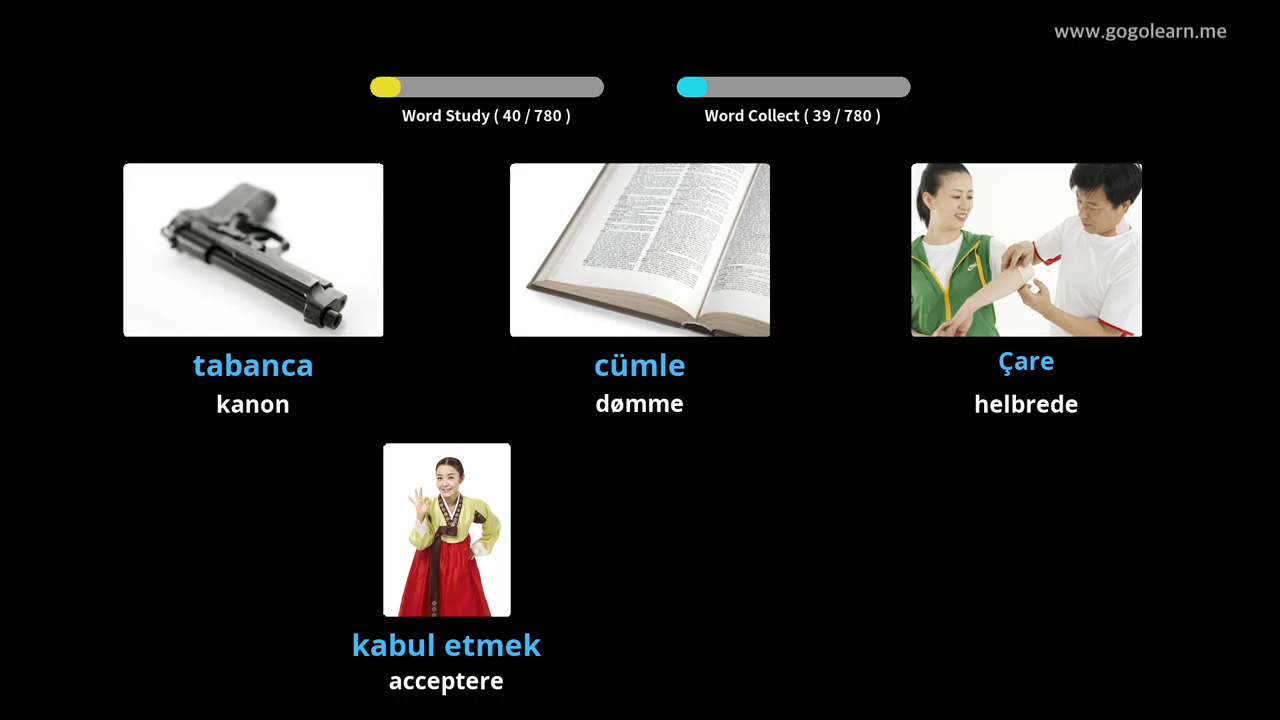 www.gogolearn.me
Word Study ( 40 / 780 )
Word Collect ( 39 / 780 )
tabanca
kanon
cümle
dømme
Çare
helbrede
kabul etmek
acceptere